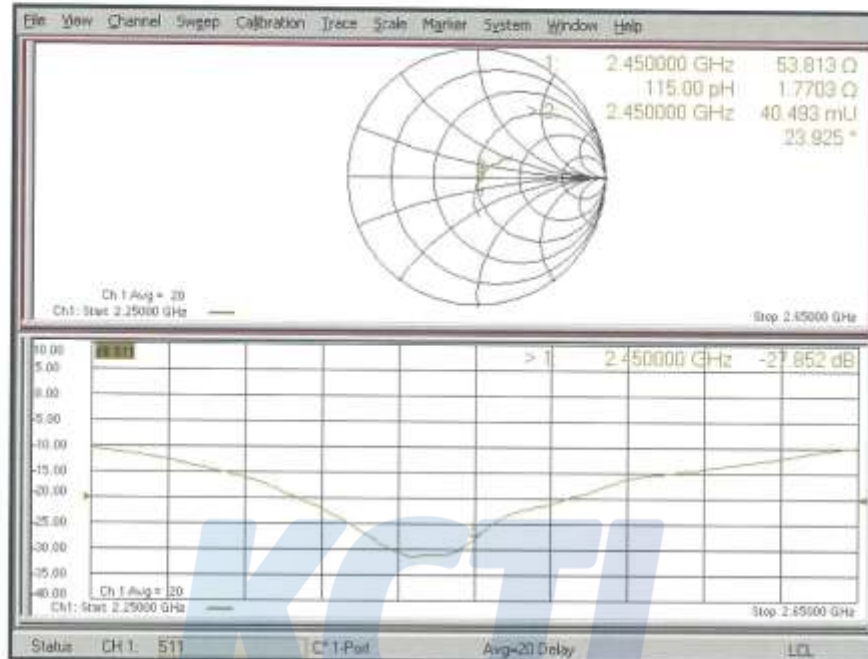 File View Channel Sweep Calibration Trace Scale Marker System Window Help
1: 2.450000 GHz 53.813 Ω
115.00 pH 1.7703 Ω
> 2: 2.450000 GHz 40.493 mU
23.925 °
Ch 1 Avg = 20
Ch1: Start 2.25000 GHz
Stop 2.65000 GHz
10.00
5.00
0.00
-5.00
-10.00
-15.00
-20.00
-25.00
-30.00
-35.00
-40.00
> 1 2.450000 GHz -27.852 dB
Ch 1 Avg = 20
Ch1: Start 2.25000 GHz
Stop 2.65000 GHz
KCTL
Status CH 1: S11 C* 1-Port Avg=20 Delay LCL